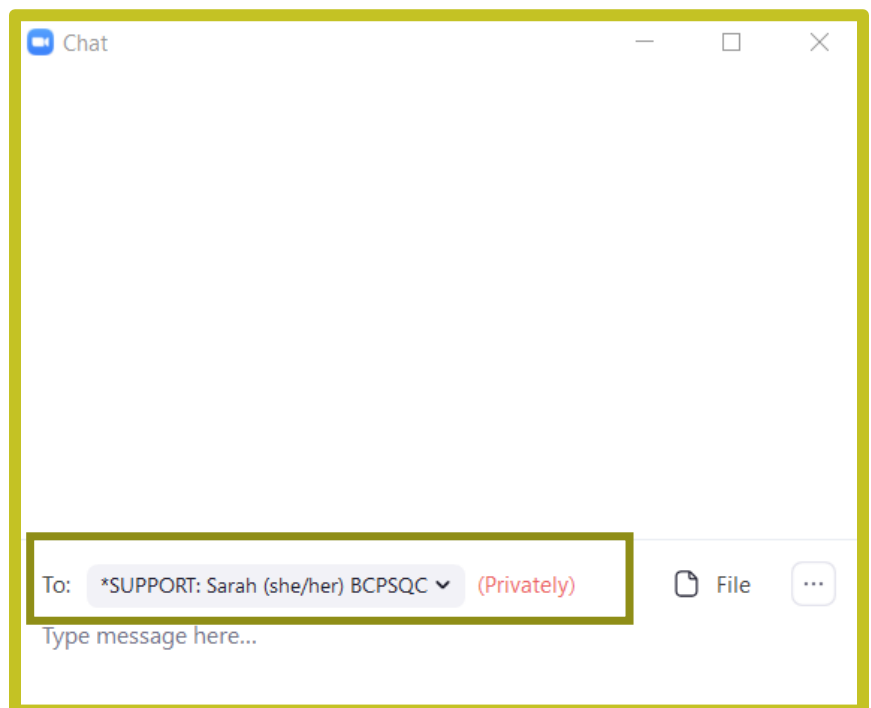 Chat
To: *SUPPORT: Sarah (she/her) BCPSQC (Privately) File ...
Type message here...